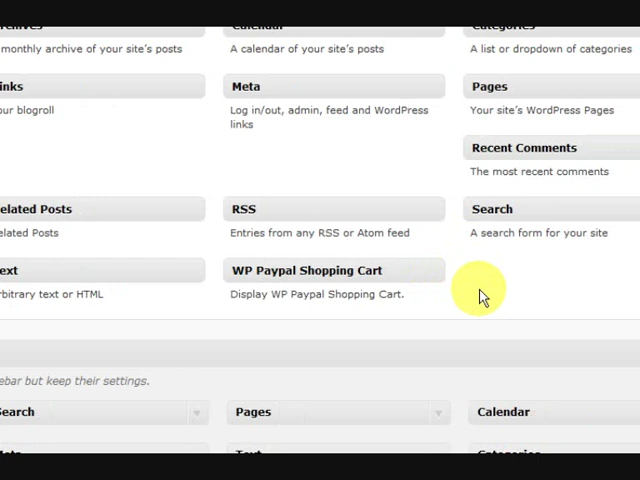 Categories
monthly archive of your site's posts
A calendar of your site's posts
A list or dropdown of categories
inks
Meta
Pages
our blogroll
Log in/out, admin, feed and WordPress
links
Your site's WordPress Pages
Recent Comments
The most recent comments
elated Posts
RSS
Search
elated Posts
Entries from any RSS or Atom feed
A search form for your site
ext
WP Paypal Shopping Cart
rbitrary text or HTML
Display WP Paypal Shopping Cart.
ebar but keep their settings.
Search
Pages
Calendar
Text
Categories